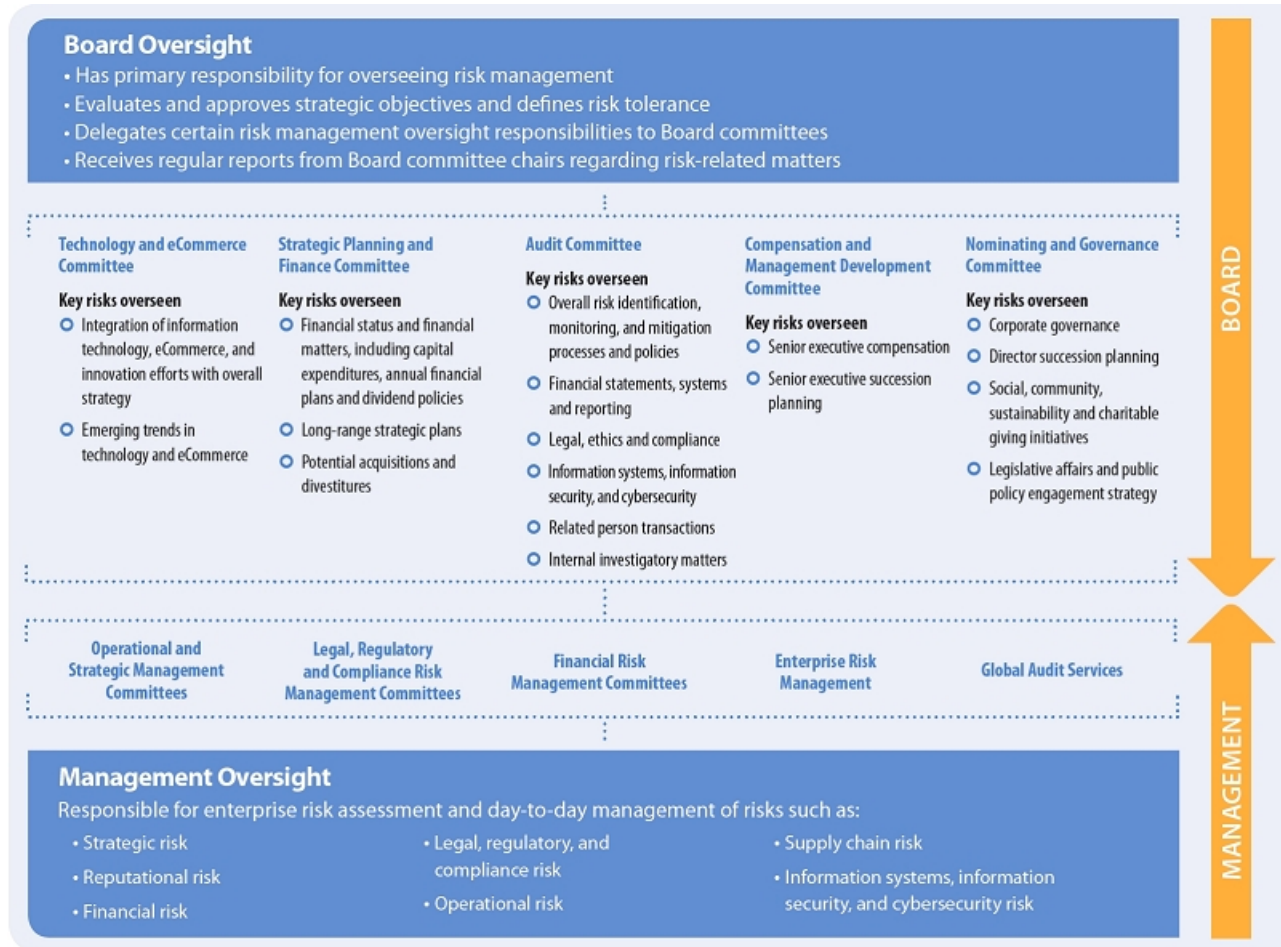 Board Oversight
• Has primary responsibility for overseeing risk management
• Evaluates and approves strategic objectives and defines risk tolerance
• Delegates certain risk management oversight responsibilities to Board committees
• Receives regular reports from Board committee chairs regarding risk-related matters
Technology and eCommerce
Committee
Key risks overseen
Integration of information
technology, eCommerce, and
innovation efforts with overall
strategy
Emerging trends in
technology and eCommerce
Strategic Planning and
Finance Committee
Key risks overseen
Financial status and financial
matters, including capital
expenditures, annual financial
plans and dividend policies
Long-range strategic plans
Potential acquisitions and
divestitures
Audit Committee
Key risks overseen
Overall risk identification,
monitoring, and mitigation
processes and policies
Financial statements, systems
and reporting
Legal, ethics and compliance
Information systems, information
security, and cybersecurity
Related person transactions
Internal investigatory matters
Compensation and
Management Development
Committee
Key risks overseen
Senior executive compensation
Senior executive succession
planning
Nominating and Governance
Committee
Key risks overseen
Corporate governance
Director succession planning
Social, community,
sustainability and charitable
giving initiatives
Legislative affairs and public
policy engagement strategy
BOARD
Operational and
Strategic Management
Committees
Legal, Regulatory
and Compliance Risk
Management Committees
Financial Risk
Management Committees
Enterprise Risk
Management
Global Audit Services
MANAGEMENT
Management Oversight
Responsible for enterprise risk assessment and day-to-day management of risks such as:
• Strategic risk
• Reputational risk
• Financial risk
• Legal, regulatory, and
compliance risk
• Operational risk
• Supply chain risk
• Information systems, information
security, and cybersecurity risk